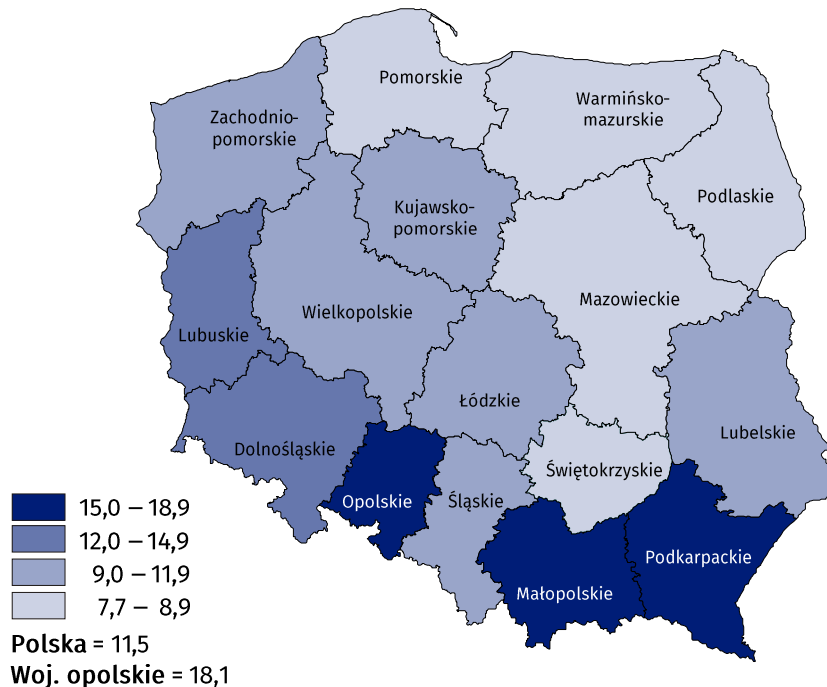 Pomorskie
Warmińsko-
mazurskie
Zachodnio-
pomorskie
Podlaskie
Kujawsko-
pomorskie
Mazowieckie
Wielkopolskie
Lubuskie
Łódzkie
Lubelskie
Dolnośląskie
Świętokrzyskie
Opolskie
Śląskie
Podkarpackie
Małopolskie
15,0 – 18,9
12,0 – 14,9
9,0 – 11,9
7,7 – 8,9
Polska = 11,5
Woj. opolskie = 18,1